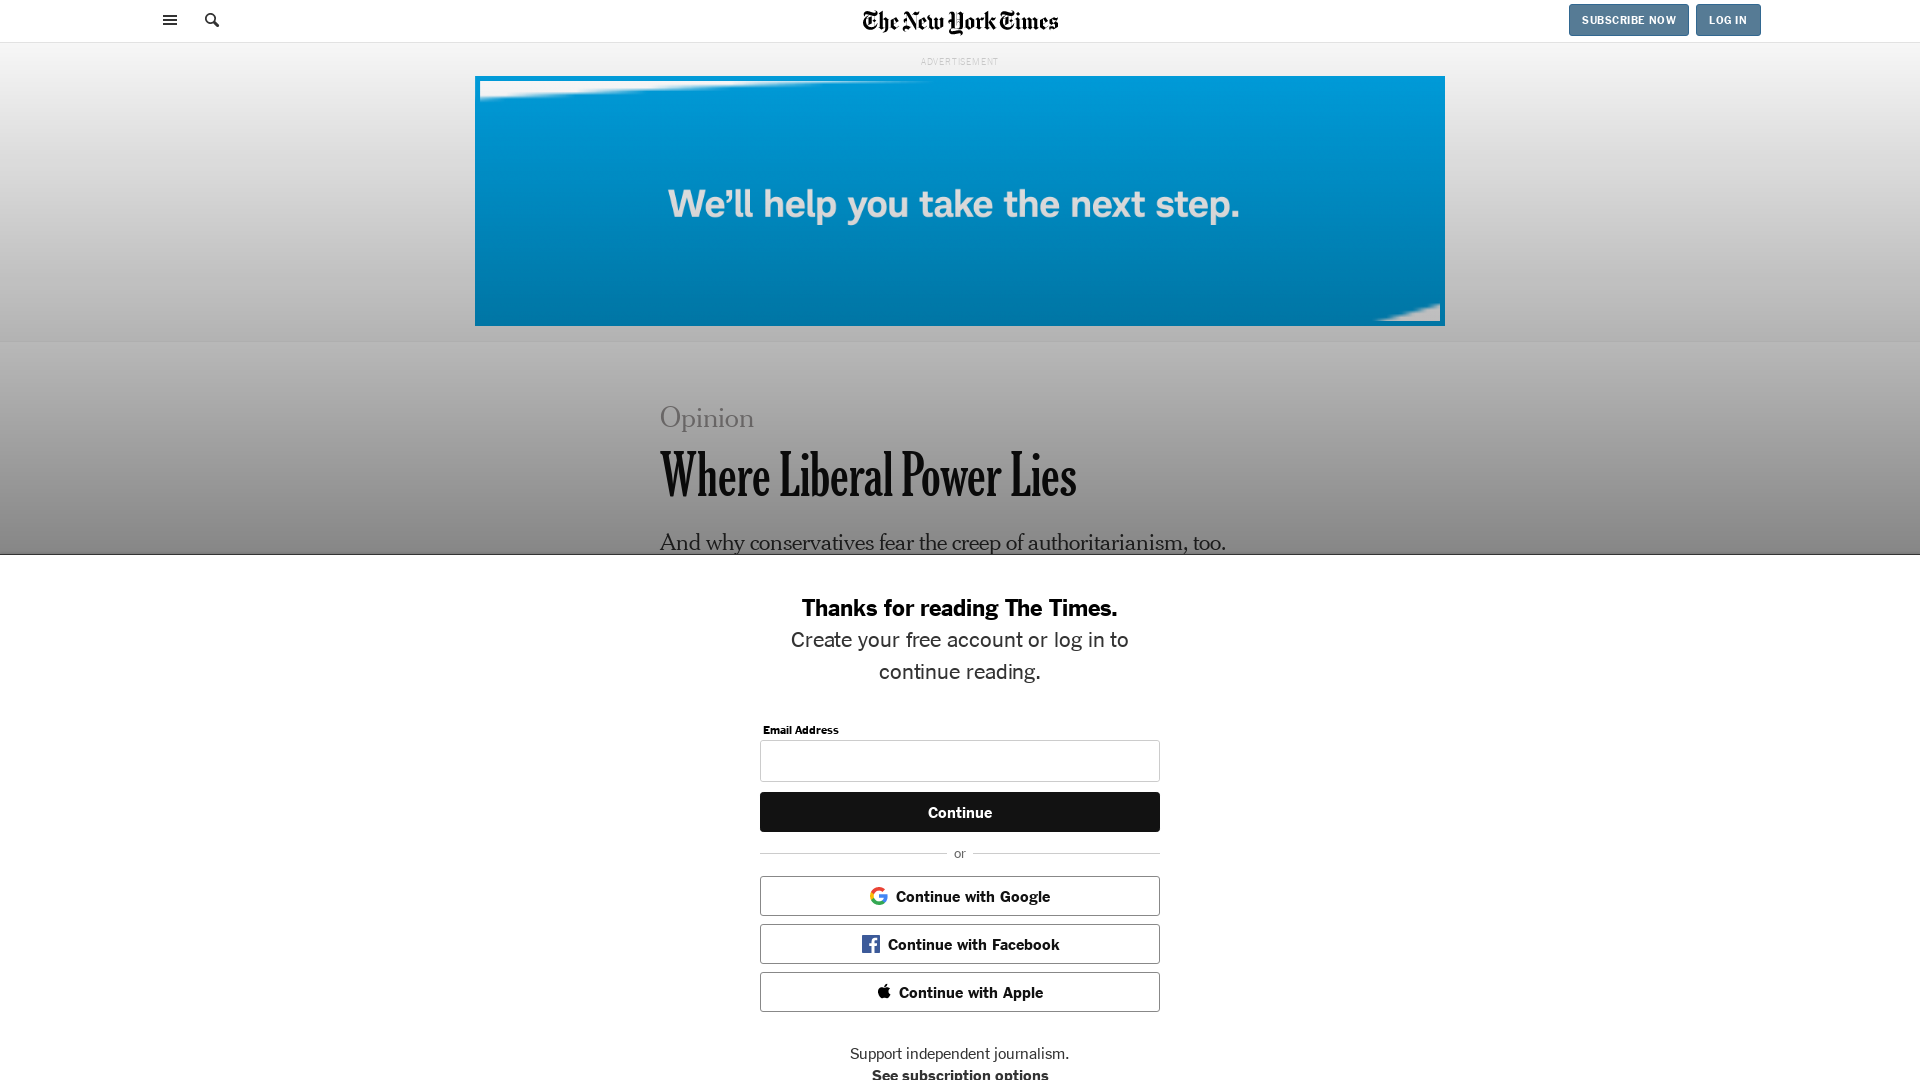 The New York Times
SUBSCRIBE NOW
LOG IN
ADVERTISEMENT
We'll help you take the next step.
Opinion
Where Liberal Power Lies
And why conservatives fear the creep of authoritarianism, too.
Thanks for reading The Times.
Create your free account or log in to
continue reading.
Email Address
Continue
or
Continue with Google
Continue with Facebook
Continue with Apple
Support independent journalism.
See subscription options